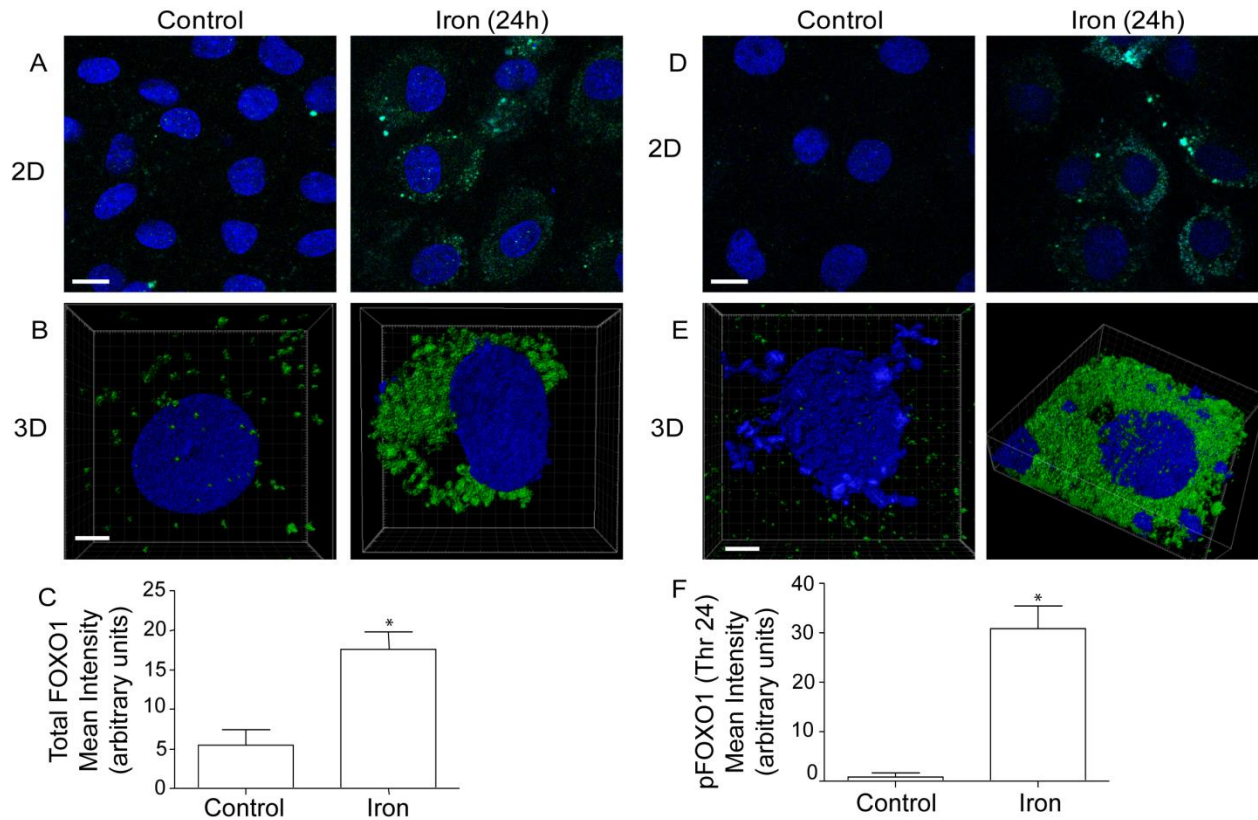 Control
Iron (24h)
A
2D
B
3D
C
Total FOXO1
Mean Intensity
(arbitrary units)
25
20
15
10
5
0
*
Control
Iron
Control
Iron (24h)
D
2D
E
3D
F
pFOXO1 (Thr 24)
Mean Intensity
(arbitrary units)
40
30
20
10
0
*
Control
Iron